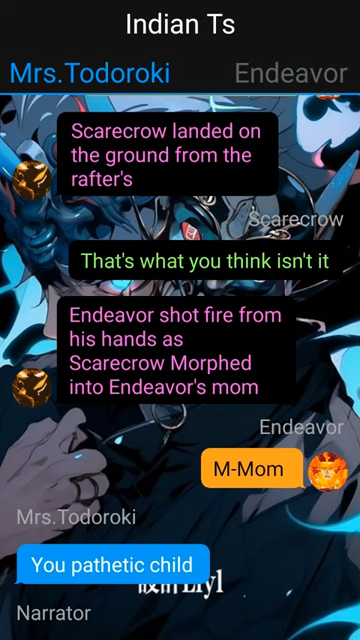 Indian Ts
Mrs.Todoroki Endeavor
Scarecrow landed on
the ground from the
rafter's
Scarecrow
That's what you think isn't it
Endeavor shot fire from
his hands as
Scarecrow Morphed
into Endeavor's mom
Endeavor
M-Mom
Mrs.Todoroki
You pathetic child
Narrator